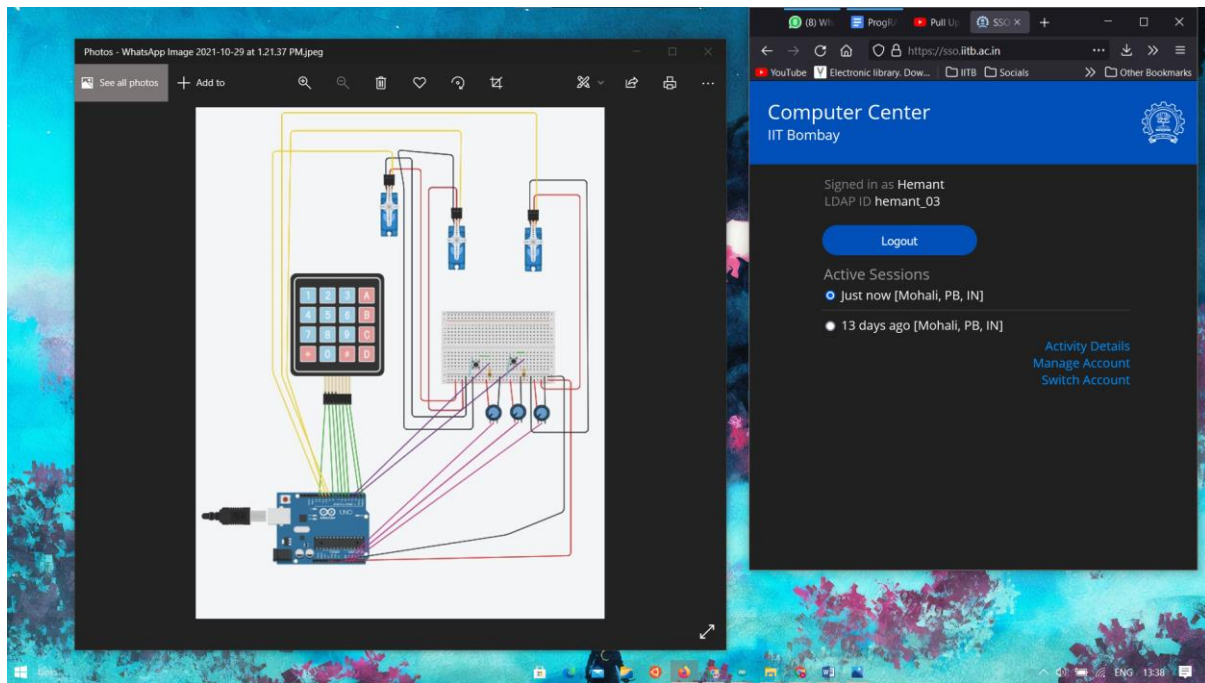 Photos - WhatsApp Image 2021-10-29 at 1.21.37 PM.jpeg
See all photos
Add to
1 2 3 A
4 5 6 B
7 8 9 C
* 0 # D
UNO
(8) Wh
ProgR
Pull Up
SSO
https://sso.iitb.ac.in
YouTube
Electronic library. Dow...
IITB
Socials
Other Bookmarks
Computer Center
IIT Bombay
Signed in as Hemant
LDAP ID hemant_03
Logout
Active Sessions
Just now [Mohali, PB, IN]
13 days ago [Mohali, PB, IN]
Activity Details
Manage Account
Switch Account
ENG
13:38